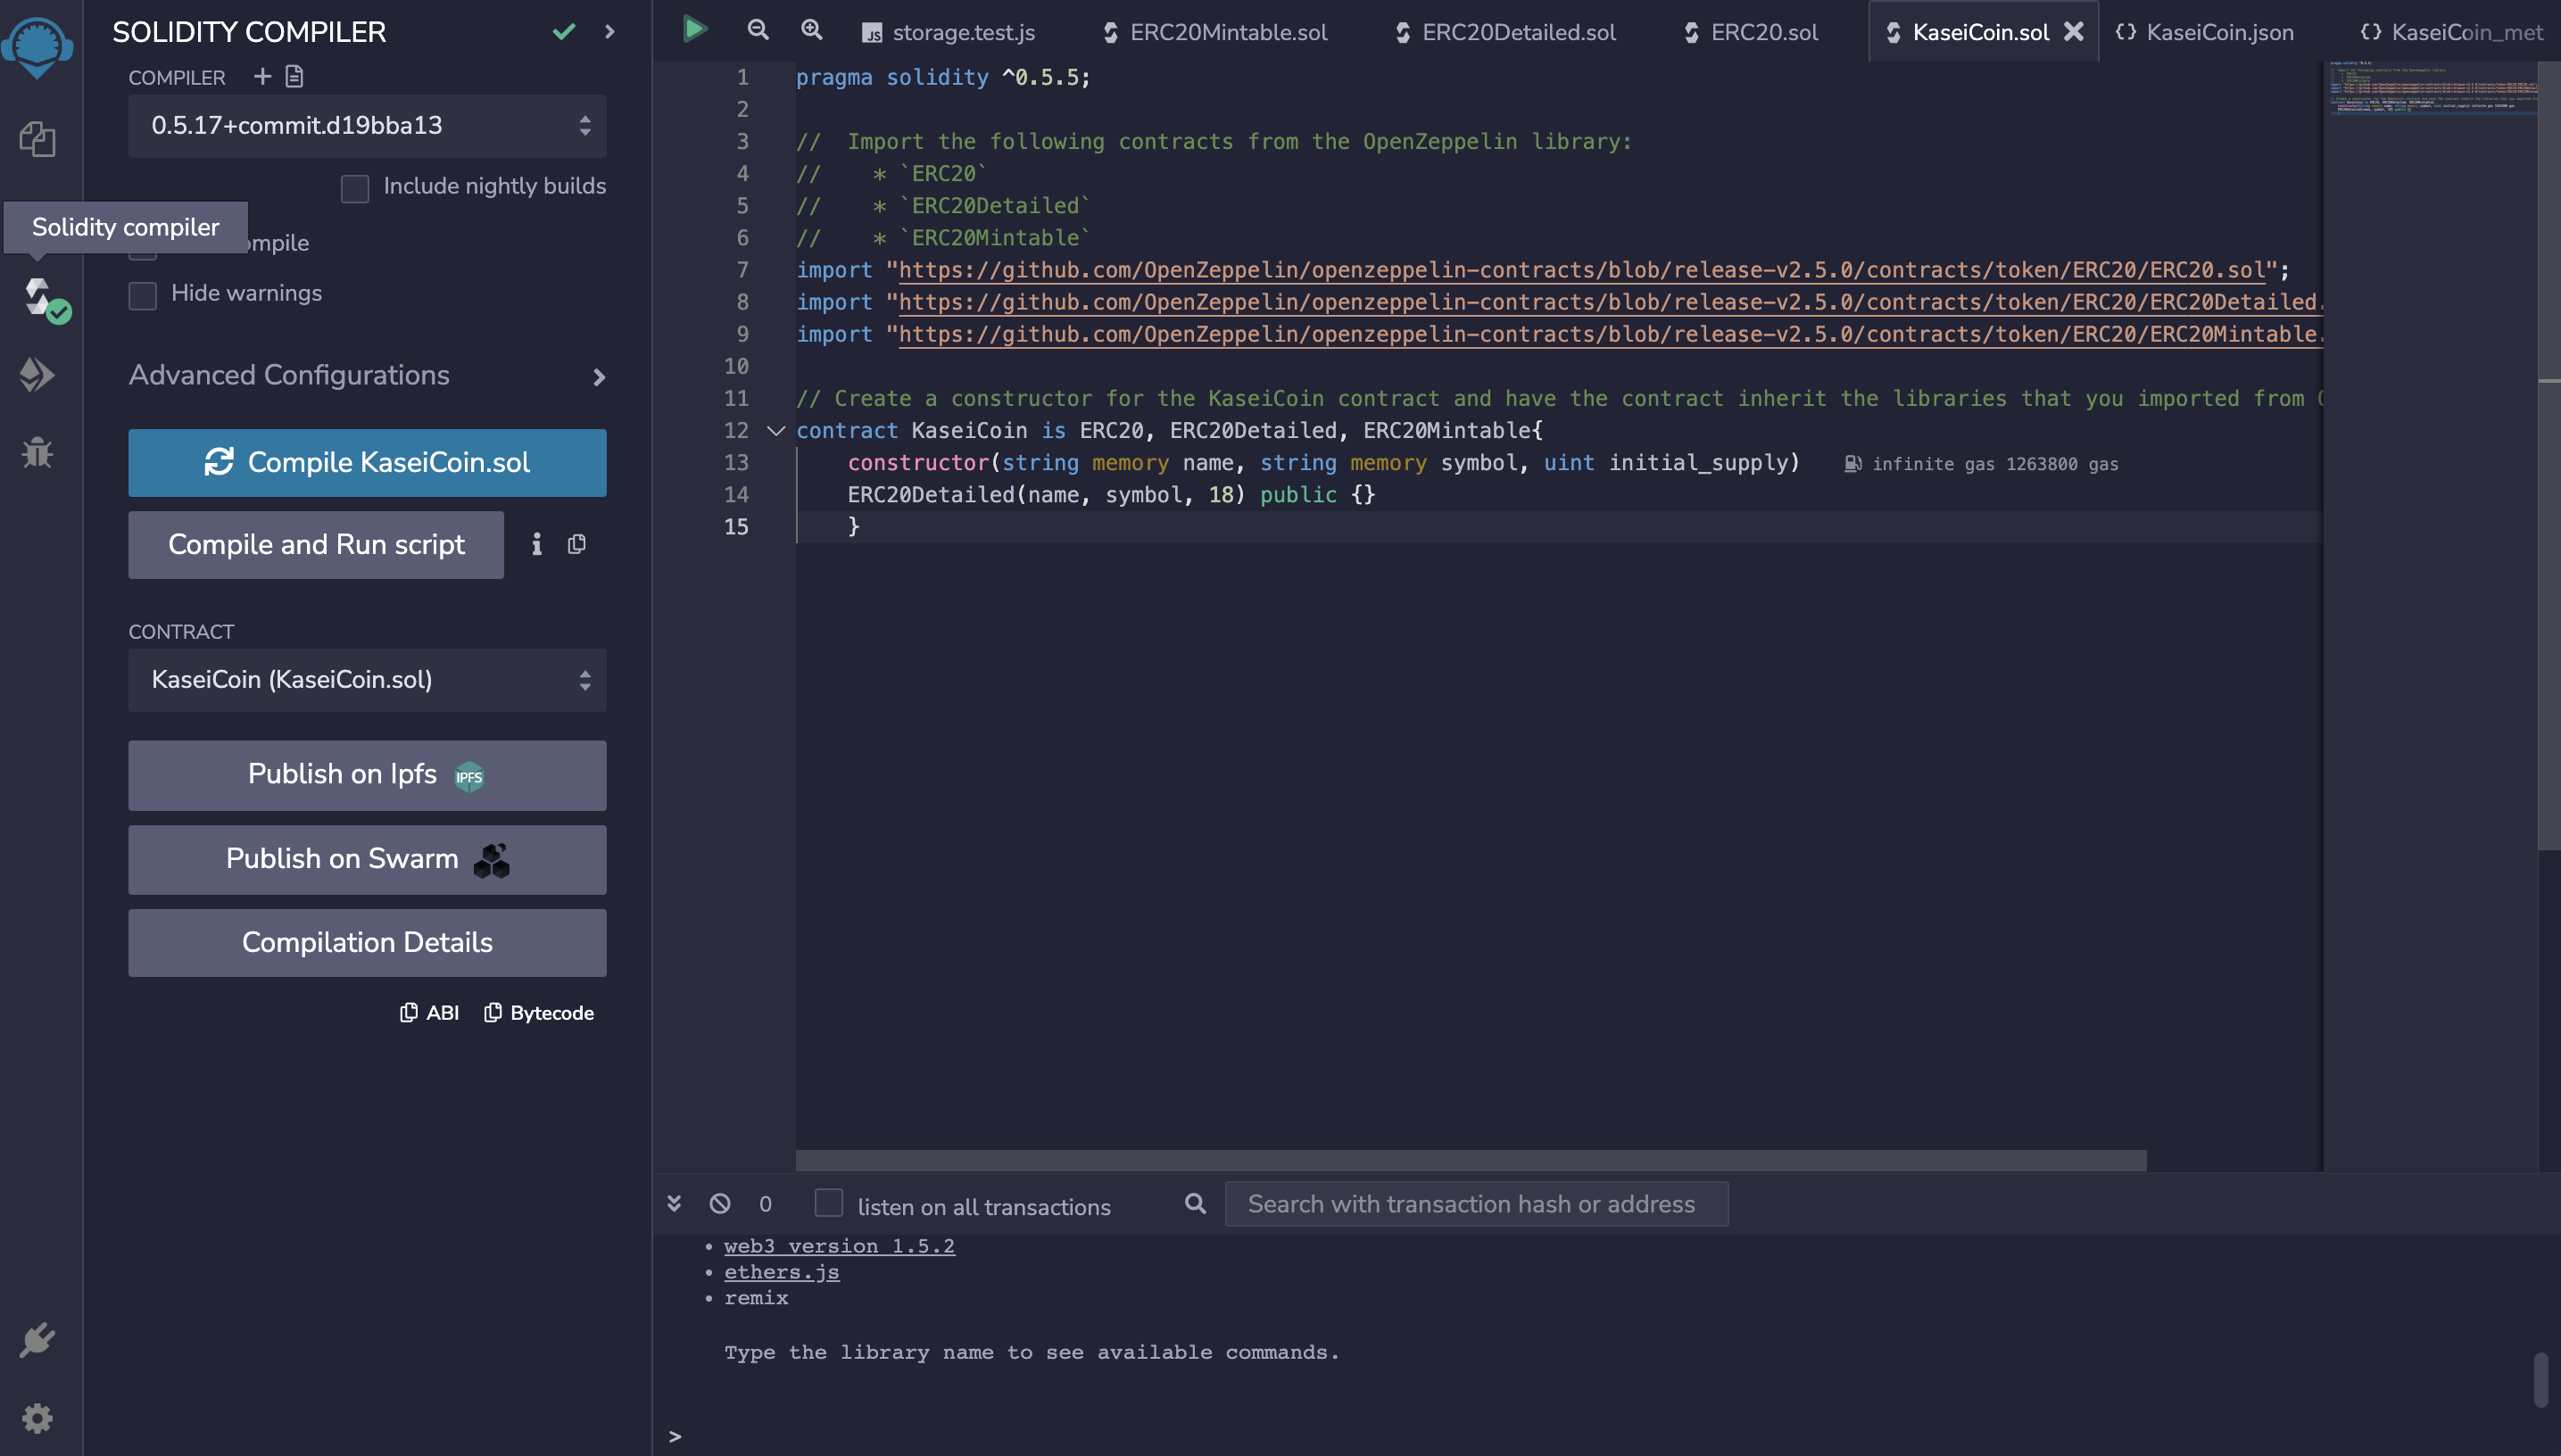 SOLIDITY COMPILER
COMPILER
0.5.17+commit.d19bba13
Include nightly builds
Solidity compiler
ompile
Hide warnings
Advanced Configurations
Compile KaseiCoin.sol
Compile and Run script
CONTRACT
KaseiCoin (KaseiCoin.sol)
Publish on Ipfs IPFS
Publish on Swarm
Compilation Details
ABI Bytecode
JS storage.test.js ERC20Mintable.sol ERC20Detailed.sol ERC20.sol KaseiCoin.sol {} KaseiCoin.json {} KaseiCoin_met
1 pragma solidity ^0.5.5;
2
3 //  Import the following contracts from the OpenZeppelin library:
4 //    * `ERC20`
5 //    * `ERC20Detailed`
6 //    * `ERC20Mintable`
7 import "https://github.com/OpenZeppelin/openzeppelin-contracts/blob/release-v2.5.0/contracts/token/ERC20/ERC20.sol";
8 import "https://github.com/OpenZeppelin/openzeppelin-contracts/blob/release-v2.5.0/contracts/token/ERC20/ERC20Detailed.
9 import "https://github.com/OpenZeppelin/openzeppelin-contracts/blob/release-v2.5.0/contracts/token/ERC20/ERC20Mintable.
10
11 // Create a constructor for the KaseiCoin contract and have the contract inherit the libraries that you imported from
12 contract KaseiCoin is ERC20, ERC20Detailed, ERC20Mintable{
13     constructor(string memory name, string memory symbol, uint initial_supply) infinite gas 1263800 gas
14     ERC20Detailed(name, symbol, 18) public {}
15     }
0 listen on all transactions Search with transaction hash or address
• web3 version 1.5.2
• ethers.js
• remix
Type the library name to see available commands.
>